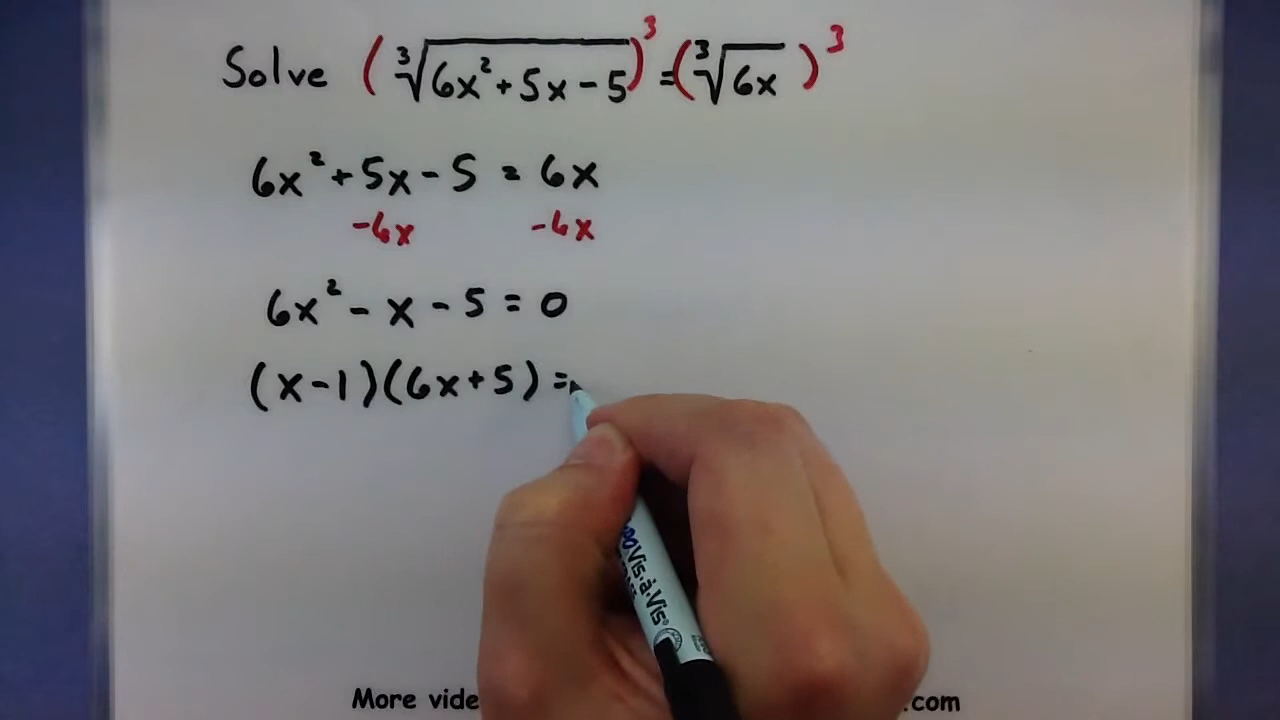 Solve (∛(6x²+5x-5))³ = (∛(6x))³
6x²+5x-5 = 6x
-6x -6x
6x² - x - 5 = 0
(x-1)(6x+5) =
Vis·à·Vis®
More .com